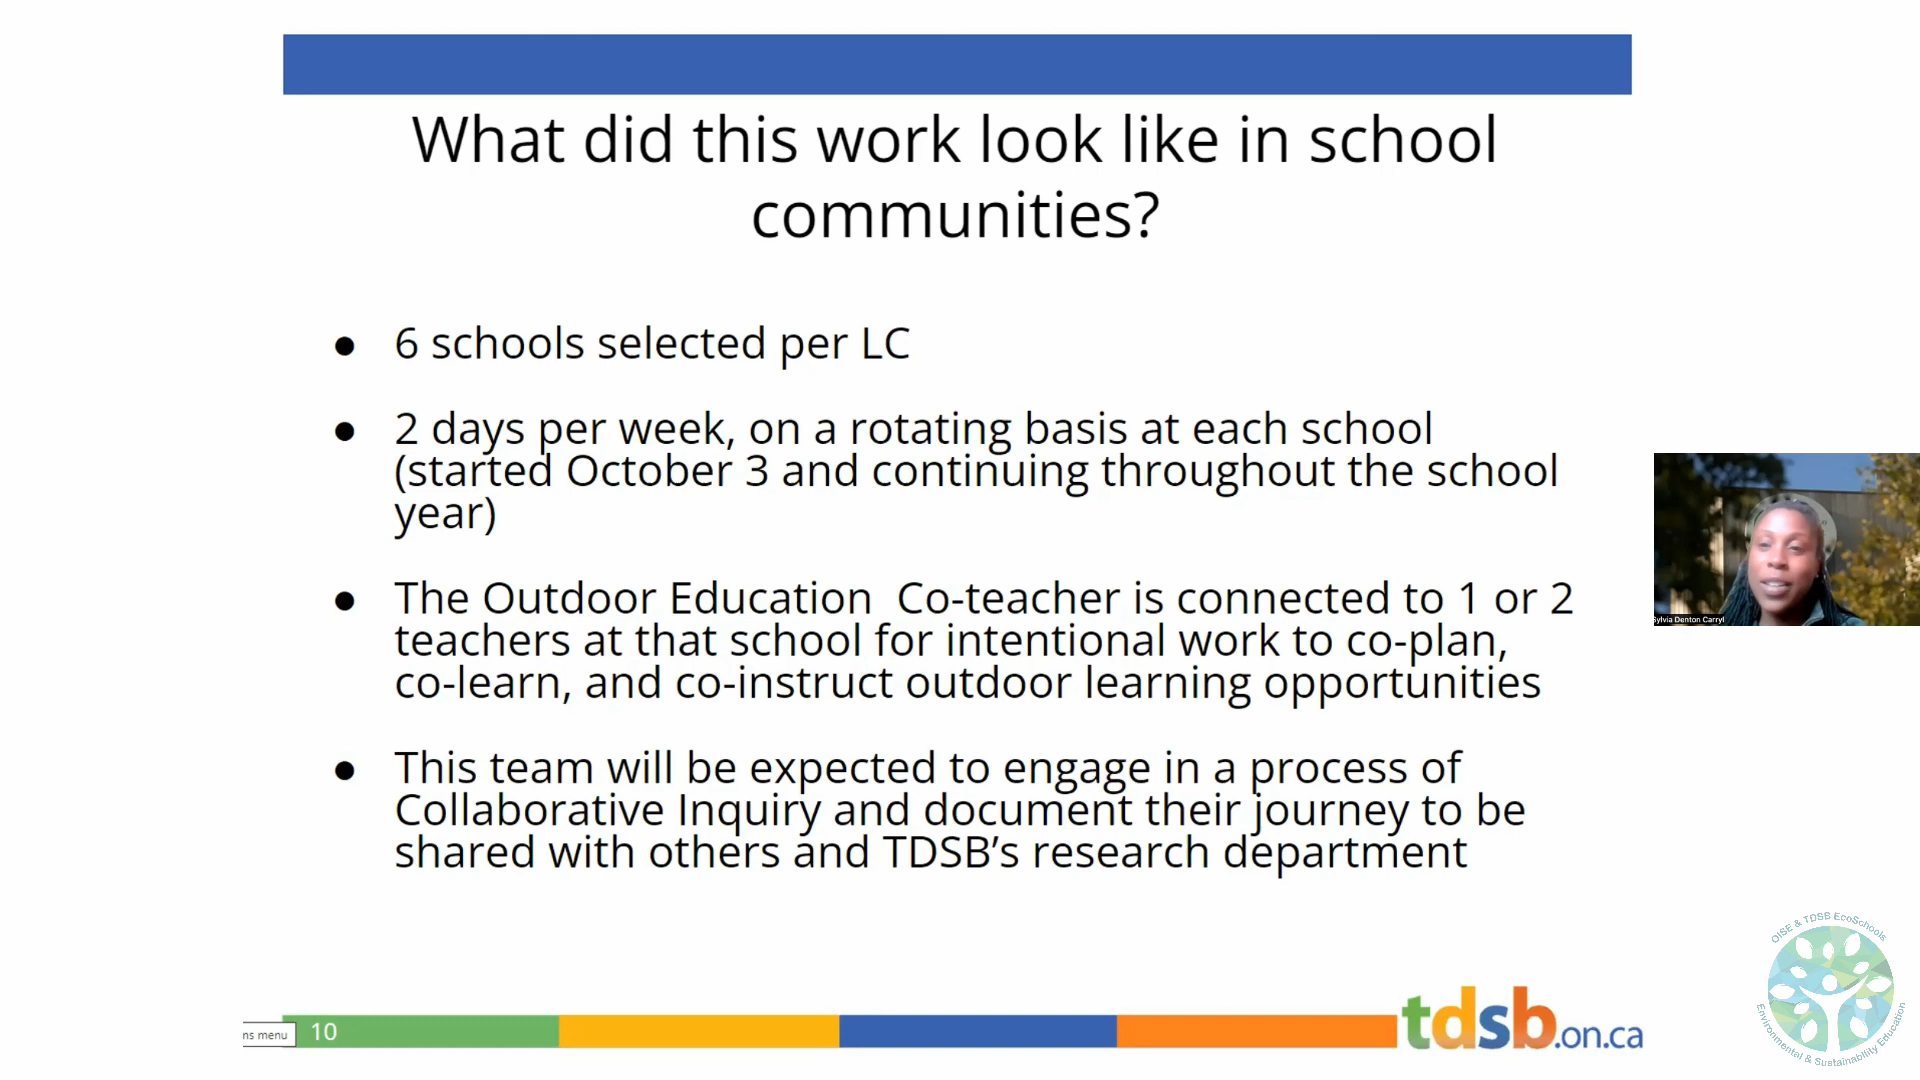 What did this work look like in school
communities?
● 6 schools selected per LC
● 2 days per week, on a rotating basis at each school
(started October 3 and continuing throughout the school
year)
● The Outdoor Education  Co-teacher is connected to 1 or 2
teachers at that school for intentional work to co-plan,
co-learn, and co-instruct outdoor learning opportunities
● This team will be expected to engage in a process of
Collaborative Inquiry and document their journey to be
shared with others and TDSB’s research department
Sylvia Denton Carryl
OISE & TDSB EcoSchools
Environmental & Sustainability Education
ns menu
10
tdsb.on.ca